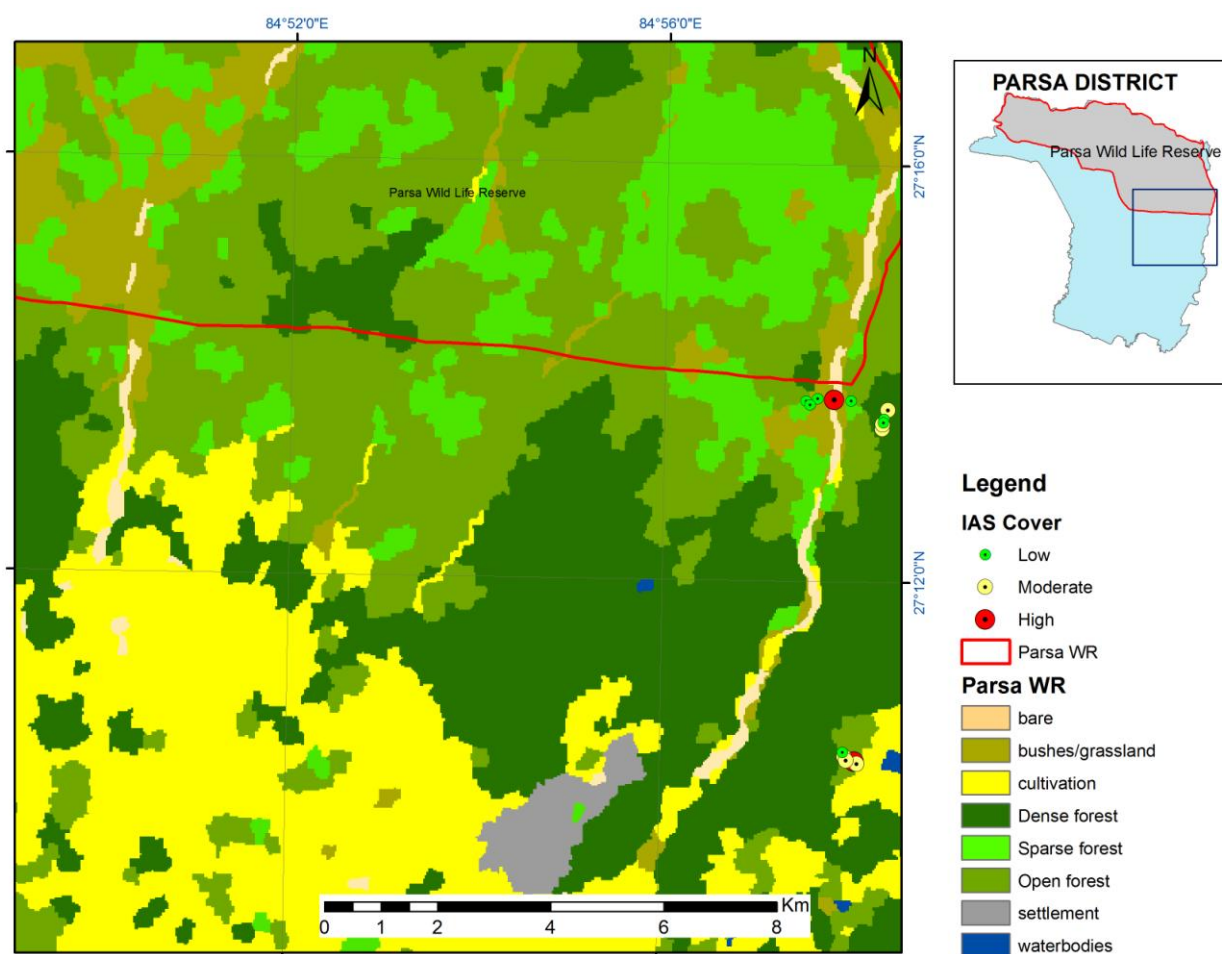 84°52'0"E
84°56'0"E
N
Parsa Wild Life Reserve
27°16'0"N
27°12'0"N
Km
0 1 2 4 6 8
PARSA DISTRICT
Parsa Wild Life Reserve
Legend
IAS Cover
Low
Moderate
High
Parsa WR
Parsa WR
bare
bushes/grassland
cultivation
Dense forest
Sparse forest
Open forest
settlement
waterbodies